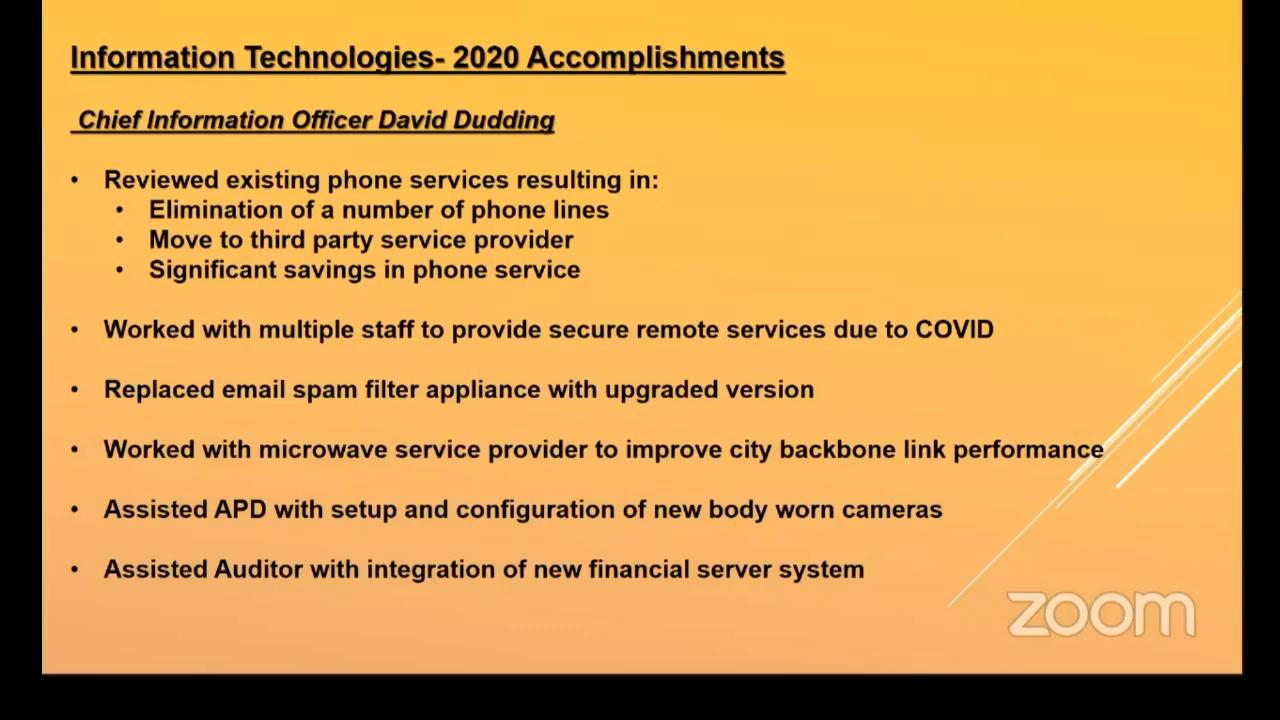 Information Technologies- 2020 Accomplishments
Chief Information Officer David Dudding
• Reviewed existing phone services resulting in:
• Elimination of a number of phone lines
• Move to third party service provider
• Significant savings in phone service
• Worked with multiple staff to provide secure remote services due to COVID
• Replaced email spam filter appliance with upgraded version
• Worked with microwave service provider to improve city backbone link performance
• Assisted APD with setup and configuration of new body worn cameras
• Assisted Auditor with integration of new financial server system
zoom